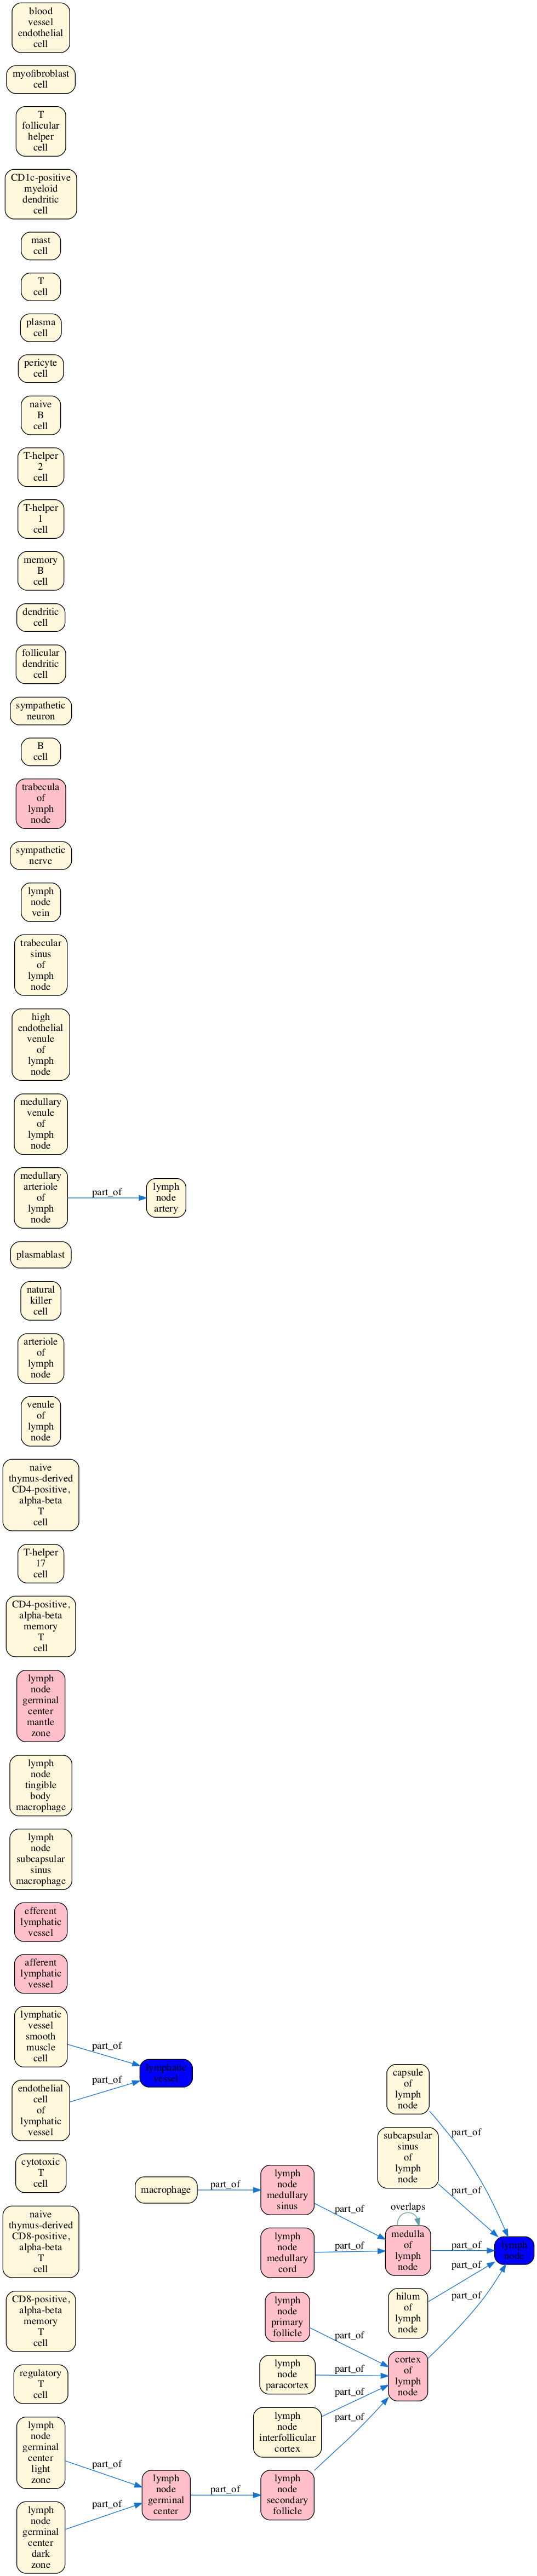 blood
vessel
endothelial
cell
myofibroblast
cell
T
follicular
helper
cell
CD1c-positive
myeloid
dendritic
cell
mast
cell
T
cell
plasma
cell
pericyte
cell
naive
B
cell
T-helper
2
cell
T-helper
1
cell
memory
B
cell
dendritic
cell
follicular
dendritic
cell
sympathetic
neuron
B
cell
trabecula
of
lymph
node
sympathetic
nerve
lymph
node
vein
trabecular
sinus
of
lymph
node
high
endothelial
venule
of
lymph
node
medullary
venule
of
lymph
node
medullary
arteriole
of
lymph
node
part_of
lymph
node
artery
plasmablast
natural
killer
cell
arteriole
of
lymph
node
venule
of
lymph
node
naive
thymus-derived
CD4-positive,
alpha-beta
T
cell
T-helper
17
cell
CD4-positive,
alpha-beta
memory
T
cell
lymph
node
germinal
center
mantle
zone
lymph
node
tingible
body
macrophage
lymph
node
subcapsular
sinus
macrophage
efferent
lymphatic
vessel
afferent
lymphatic
vessel
lymphatic
vessel
smooth
muscle
cell
part_of
endothelial
cell
of
lymphatic
vessel
part_of
lymphatic
vessel
cytotoxic
T
cell
naive
thymus-derived
CD8-positive,
alpha-beta
T
cell
CD8-positive,
alpha-beta
memory
T
cell
regulatory
T
cell
lymph
node
germinal
center
light
zone
part_of
lymph
node
germinal
center
dark
zone
part_of
lymph
node
germinal
center
part_of
lymph
node
secondary
follicle
part_of
macrophage
part_of
lymph
node
medullary
sinus
part_of
lymph
node
medullary
cord
part_of
lymph
node
primary
follicle
part_of
lymph
node
paracortex
part_of
lymph
node
interfollicular
cortex
part_of
capsule
of
lymph
node
part_of
subcapsular
sinus
of
lymph
node
part_of
overlaps
medulla
of
lymph
node
part_of
hilum
of
lymph
node
part_of
cortex
of
lymph
node
part_of
lymph
node